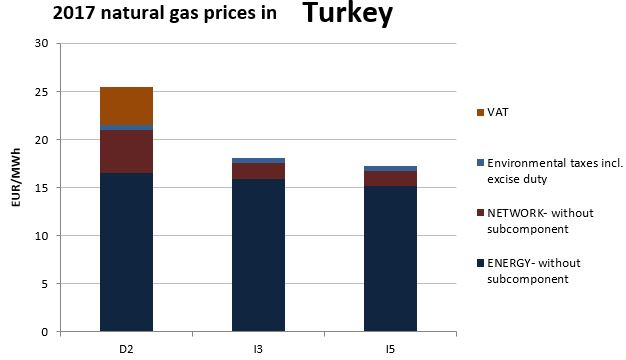 2017 natural gas prices in Turkey
30
25
20
15
10
5
0
EUR/MWh
D2
I3
I5
VAT
Environmental taxes incl.
excise duty
NETWORK- without
subcomponent
ENERGY- without
subcomponent